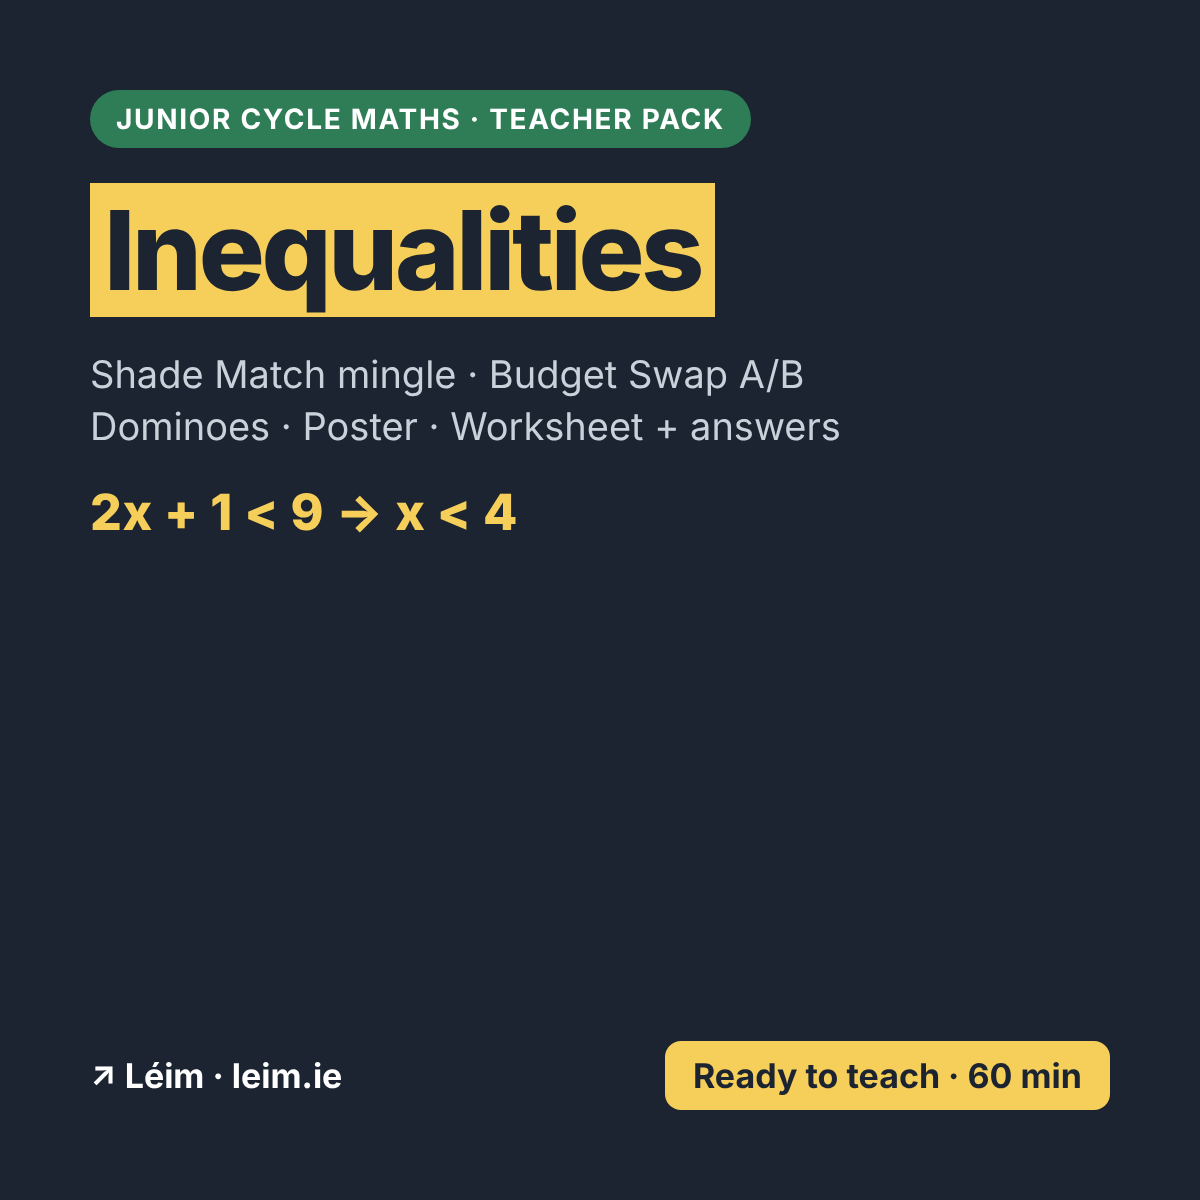 JUNIOR CYCLE MATHS · TEACHER PACK
Inequalities
Shade Match mingle · Budget Swap A/B
Dominoes · Poster · Worksheet + answers
2x + 1 < 9 → x < 4
↗ Léim · leim.ie
Ready to teach · 60 min